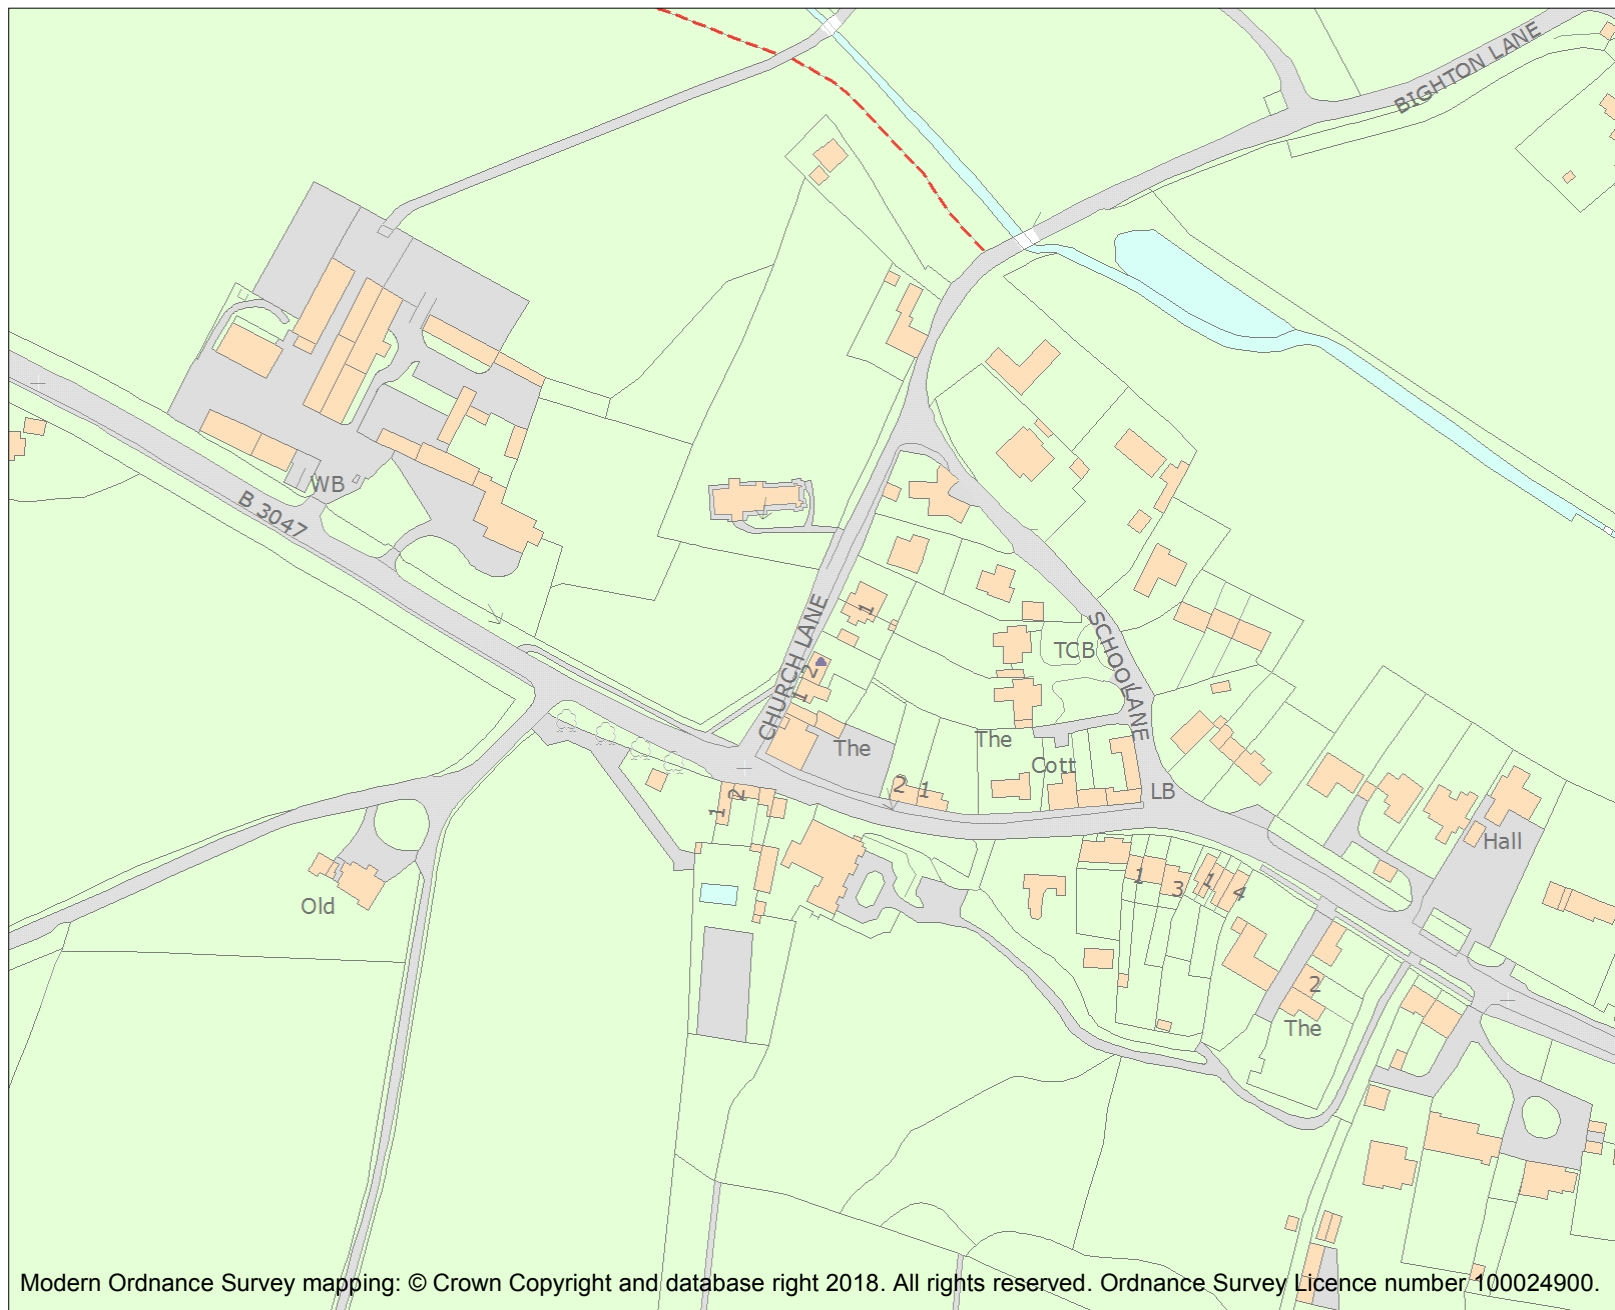 BIGHTON LANE
WB
B 3047
1
CHURCH LANE
2
1
SCHOOL LANE
TCB
The
The
Cott
2 1
LB
1 2
Hall
1
3
1
4
Old
2
The
Modern Ordnance Survey mapping: © Crown Copyright and database right 2018. All rights reserved. Ordnance Survey Licence number 100024900.